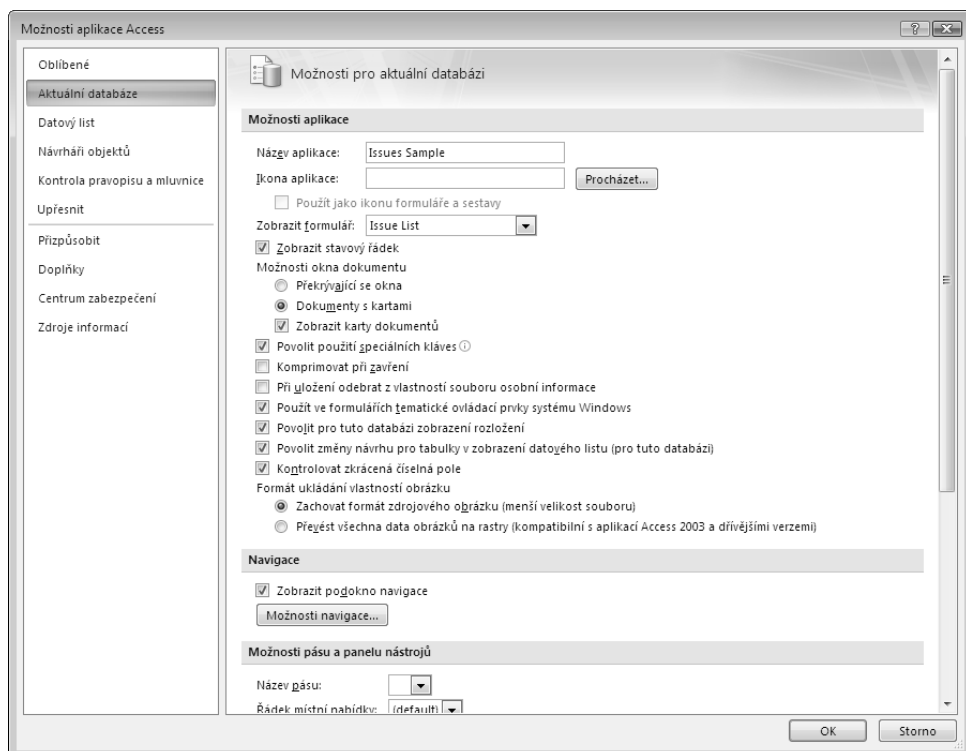 Možnosti aplikace Access
Oblíbené
Aktuální databáze
Datový list
Návrháři objektů
Kontrola pravopisu a mluvnice
Upřesnit
Přizpůsobit
Doplňky
Centrum zabezpečení
Zdroje informací
Možnosti pro aktuální databázi
Možnosti aplikace
Název aplikace: Issues Sample
Ikona aplikace: Procházet...
Použít jako ikonu formuláře a sestavy
Zobrazit formulář: Issue List
Zobrazit stavový řádek
Možnosti okna dokumentu
Překrývající se okna
Dokumenty s kartami
Zobrazit karty dokumentů
Povolit použití speciálních kláves
Komprimovat při zavření
Při uložení odebrat z vlastností souboru osobní informace
Použít ve formulářích tematické ovládací prvky systému Windows
Povolit pro tuto databázi zobrazení rozložení
Povolit změny návrhu pro tabulky v zobrazení datového listu (pro tuto databázi)
Kontrolovat zkrácená číselná pole
Formát ukládání vlastností obrázku
Zachovat formát zdrojového obrázku (menší velikost souboru)
Převést všechna data obrázků na rastry (kompatibilní s aplikací Access 2003 a dřívějšími verzemi)
Navigace
Zobrazit podokno navigace
Možnosti navigace...
Možnosti pásu a panelu nástrojů
Název pásu:
Řádek místní nabídky: (default)
OK Storno